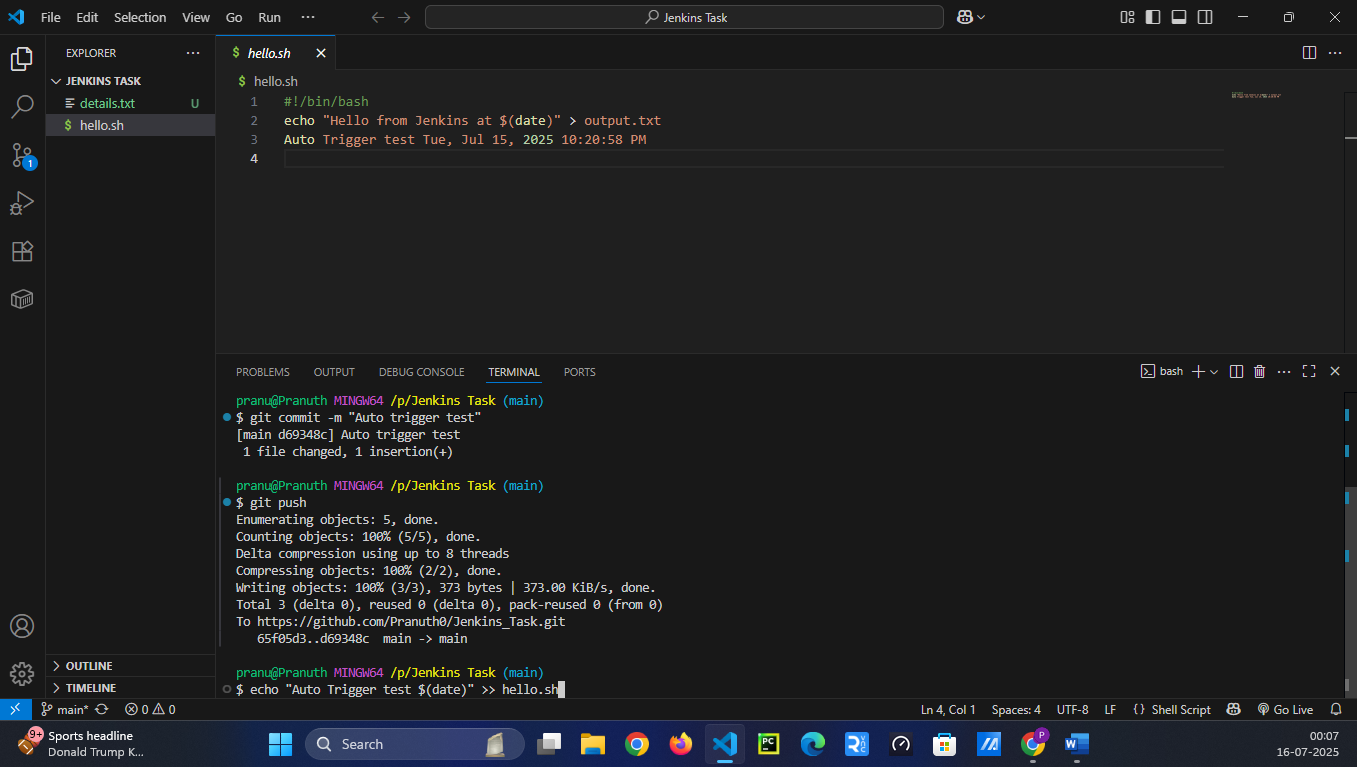 File Edit Selection View Go Run ···
Jenkins Task
EXPLORER
JENKINS TASK
details.txt U
$ hello.sh
OUTLINE
TIMELINE
$ hello.sh
$ hello.sh
1 #!/bin/bash
2 echo "Hello from Jenkins at $(date)" > output.txt
3 Auto Trigger test Tue, Jul 15, 2025 10:20:58 PM
4
1
PROBLEMS OUTPUT DEBUG CONSOLE TERMINAL PORTS
bash
pranu@Pranuth MINGW64 /p/Jenkins Task (main)
$ git commit -m "Auto trigger test"
[main d69348c] Auto trigger test
1 file changed, 1 insertion(+)
pranu@Pranuth MINGW64 /p/Jenkins Task (main)
$ git push
Enumerating objects: 5, done.
Counting objects: 100% (5/5), done.
Delta compression using up to 8 threads
Compressing objects: 100% (2/2), done.
Writing objects: 100% (3/3), 373 bytes | 373.00 KiB/s, done.
Total 3 (delta 0), reused 0 (delta 0), pack-reused 0 (from 0)
To https://github.com/Pranuth0/Jenkins_Task.git
65f05d3..d69348c main -> main
pranu@Pranuth MINGW64 /p/Jenkins Task (main)
$ echo "Auto Trigger test $(date)" >> hello.sh
main* 0 0
Ln 4, Col 1 Spaces: 4 UTF-8 LF {} Shell Script Go Live
9+
Sports headline
Donald Trump K...
Search
PC
P
W
00:07
16-07-2025